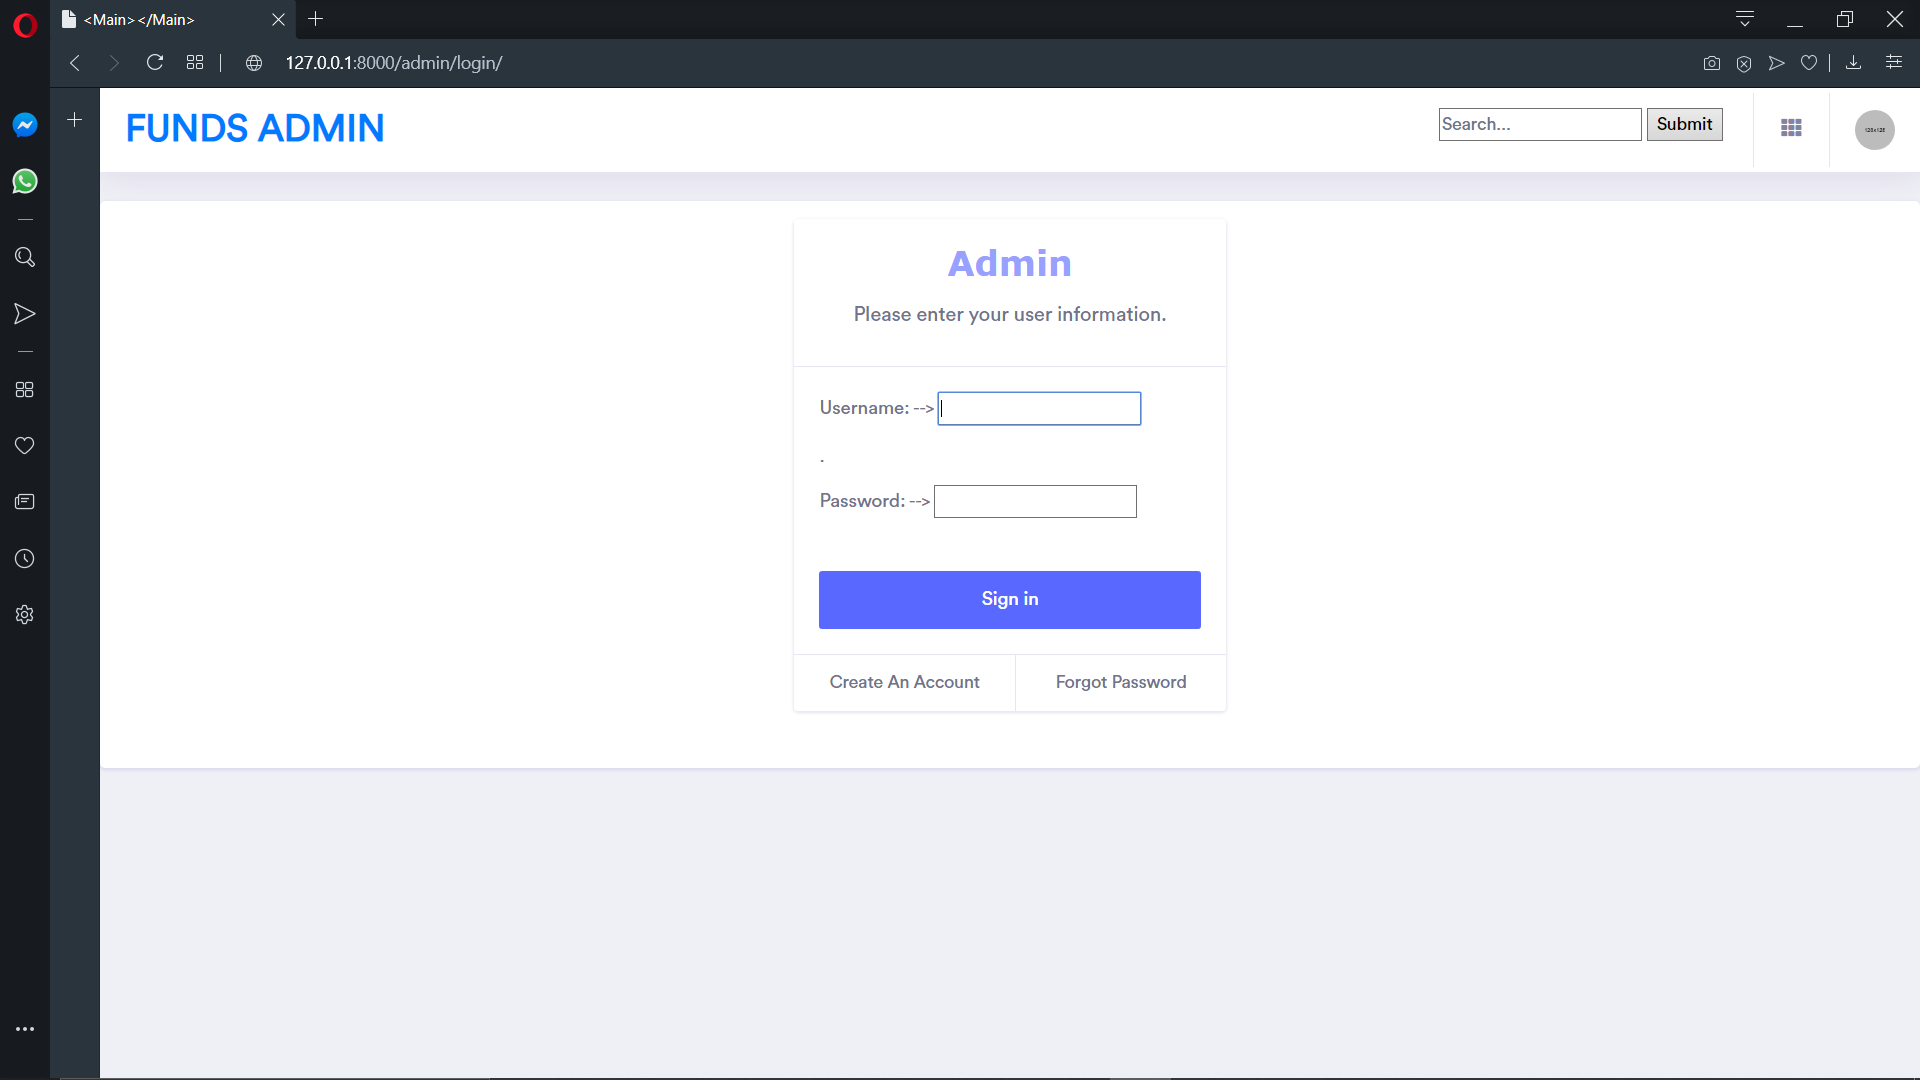 <Main></Main>
127.0.0.1:8000/admin/login/
FUNDS ADMIN
Search...
Submit
128x128
Admin
Please enter your user information.
Username: -->
.
Password: -->
Sign in
Create An Account
Forgot Password